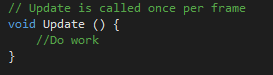 // Update is called once per frame
void Update () {
    //Do work
}